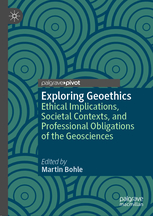 palgrave▸pivot
Exploring Geoethics
Ethical Implications,
Societal Contexts, and
Professional Obligations
of the Geosciences
Edited by
Martin Bohle
palgrave
macmillan